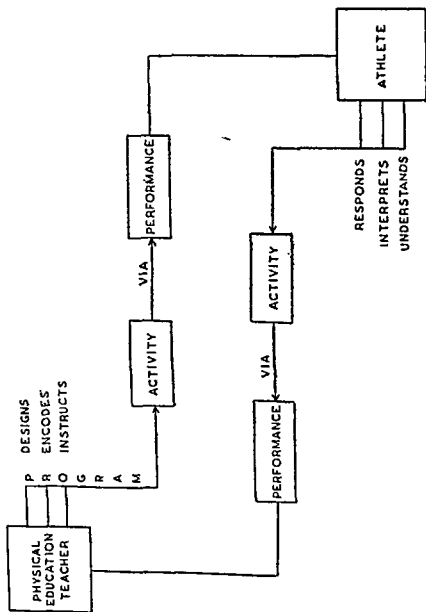 PHYSICAL
EDUCATION
TEACHER
P DESIGNS
R ENCODES
O INSTRUCTS
G
R
A
M
ACTIVITY
VIA
PERFORMANCE
ATHLETE
RESPONDS
INTERPRETS
UNDERSTANDS
ACTIVITY
VIA
PERFORMANCE